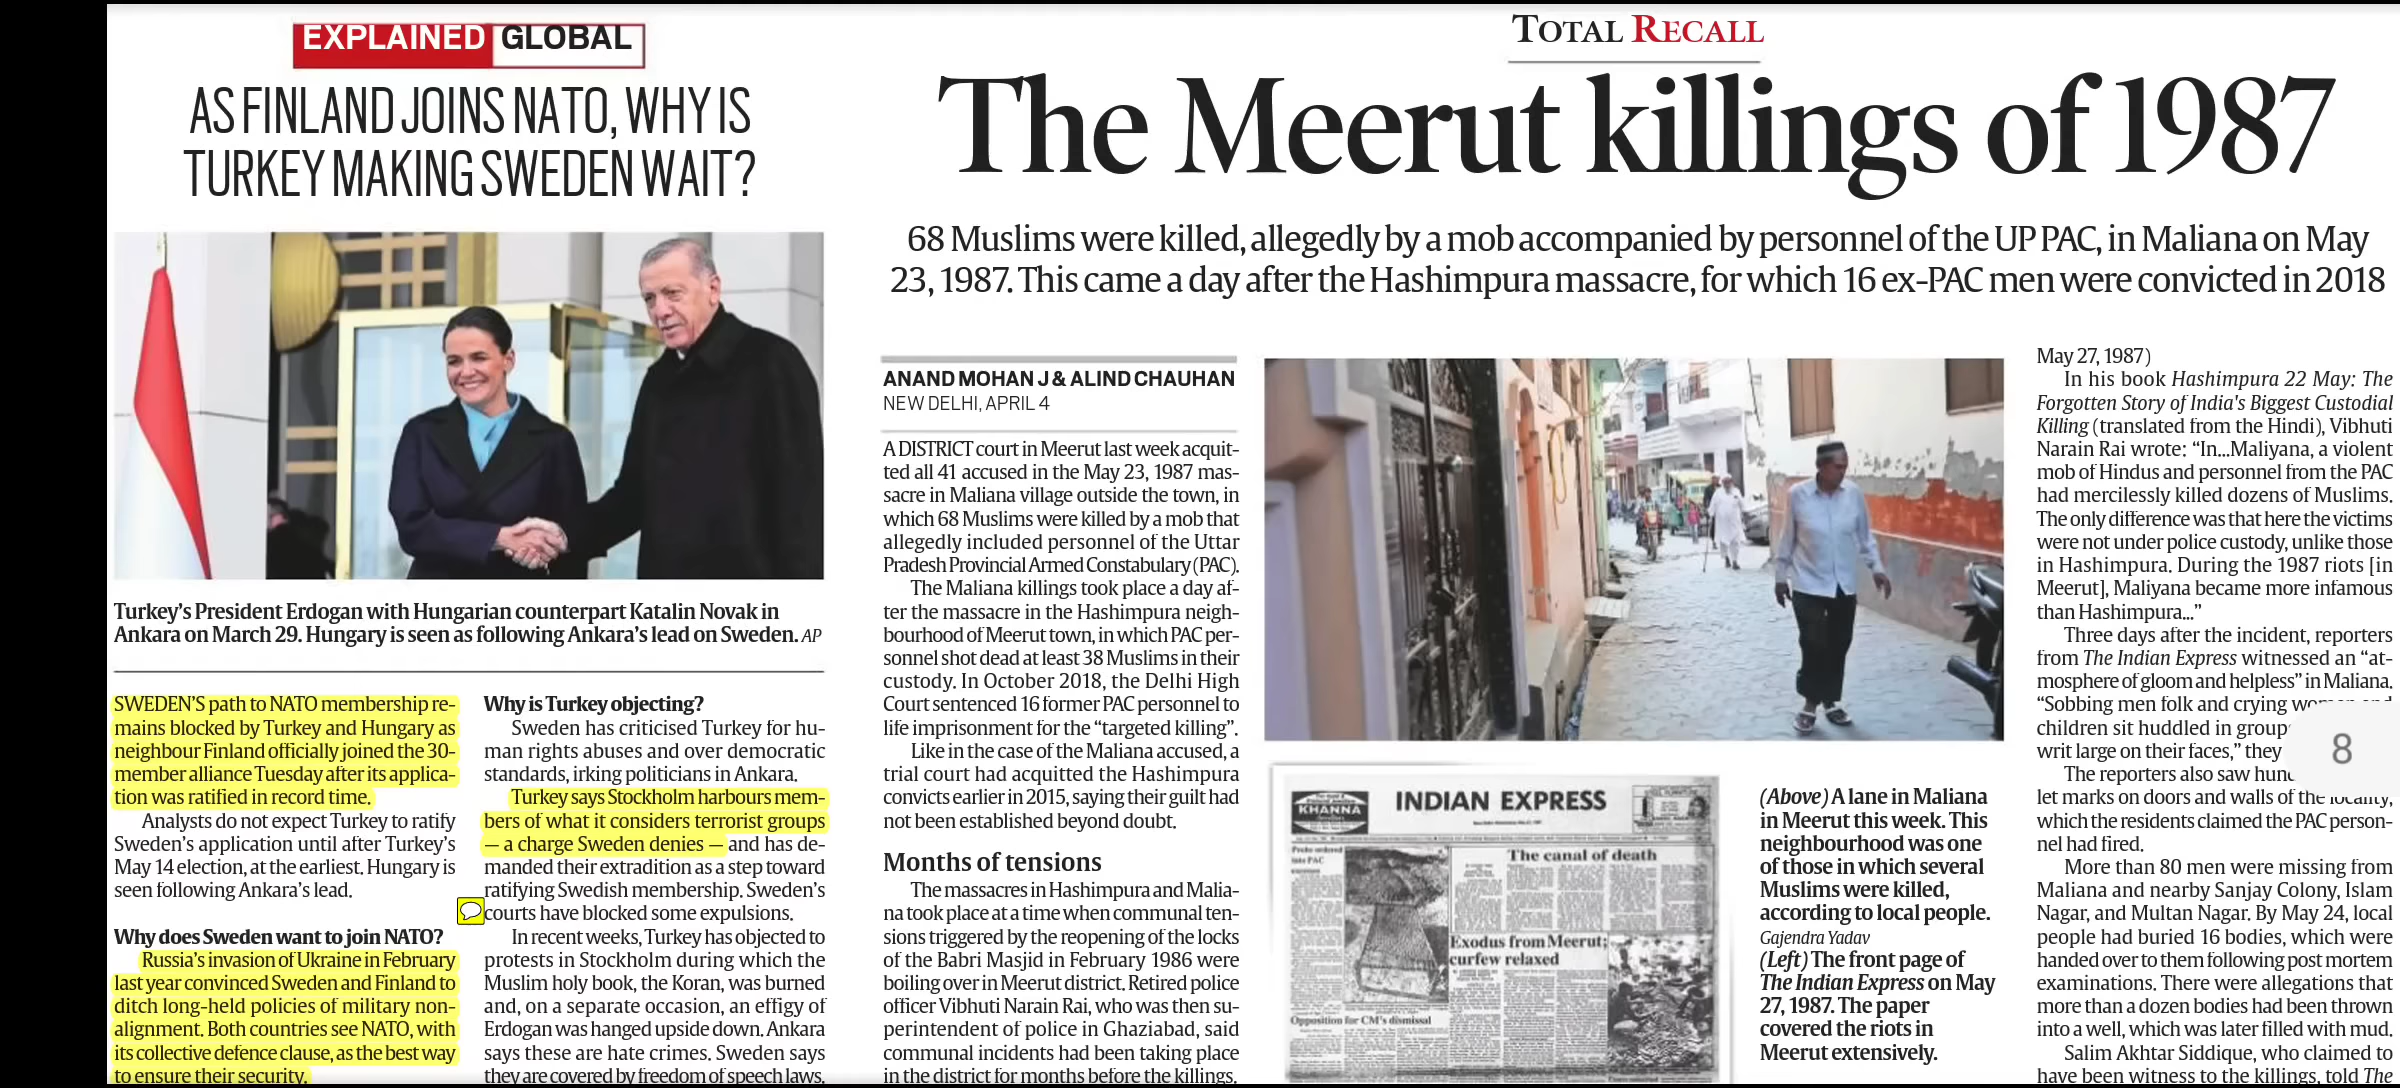 EXPLAINED GLOBAL
AS FINLAND JOINS NATO, WHY IS
TURKEY MAKING SWEDEN WAIT?
Turkey's President Erdogan with Hungarian counterpart Katalin Novak in
Ankara on March 29. Hungary is seen as following Ankara's lead on Sweden. AP
SWEDEN'S path to NATO membership re-
mains blocked by Turkey and Hungary as
neighbour Finland officially joined the 30-
member alliance Tuesday after its applica-
tion was ratified in record time.
Analysts do not expect Turkey to ratify
Sweden's application until after Turkey's
May 14 election, at the earliest. Hungary is
seen following Ankara's lead.
Why does Sweden want to join NATO?
Russia's invasion of Ukraine in February
last year convinced Sweden and Finland to
ditch long-held policies of military non-
alignment. Both countries see NATO, with
its collective defence clause, as the best way
to ensure their security.
Why is Turkey objecting?
Sweden has criticised Turkey for hu-
man rights abuses and over democratic
standards, irking politicians in Ankara.
Turkey says Stockholm harbours mem-
bers of what it considers terrorist groups
— a charge Sweden denies — and has de-
manded their extradition as a step toward
ratifying Swedish membership. Sweden's
courts have blocked some expulsions.
In recent weeks, Turkey has objected to
protests in Stockholm during which the
Muslim holy book, the Koran, was burned
and, on a separate occasion, an effigy of
Erdogan was hanged upside down. Ankara
says these are hate crimes. Sweden says
they are covered by freedom of speech laws.
TOTAL RECALL
The Meerut killings of 1987
68 Muslims were killed, allegedly by a mob accompanied by personnel of the UP PAC, in Maliana on May
23, 1987. This came a day after the Hashimpura massacre, for which 16 ex-PAC men were convicted in 2018
ANAND MOHAN J & ALIND CHAUHAN
NEW DELHI, APRIL 4
A DISTRICT court in Meerut last week acquit-
ted all 41 accused in the May 23, 1987 mas-
sacre in Maliana village outside the town, in
which 68 Muslims were killed by a mob that
allegedly included personnel of the Uttar
Pradesh Provincial Armed Constabulary (PAC).
The Maliana killings took place a day af-
ter the massacre in the Hashimpura neigh-
bourhood of Meerut town, in which PAC per-
sonnel shot dead at least 38 Muslims in their
custody. In October 2018, the Delhi High
Court sentenced 16 former PAC personnel to
life imprisonment for the "targeted killing".
Like in the case of the Maliana accused, a
trial court had acquitted the Hashimpura
convicts earlier in 2015, saying their guilt had
not been established beyond doubt.
Months of tensions
The massacres in Hashimpura and Malia-
na took place at a time when communal ten-
sions triggered by the reopening of the locks
of the Babri Masjid in February 1986 were
boiling over in Meerut district. Retired police
officer Vibhuti Narain Rai, who was then su-
perintendent of police in Ghaziabad, said
communal incidents had been taking place
in the district for months before the killings.
KHANNA
INDIAN EXPRESS
Probe ordered
into PAC
The canal of death
Exodus from Meerut;
curfew relaxed
Opposition for CM's dismissal
(Above) A lane in Maliana
in Meerut this week. This
neighbourhood was one
of those in which several
Muslims were killed,
according to local people.
Gajendra Yadav
(Left) The front page of
The Indian Express on May
27, 1987. The paper
covered the riots in
Meerut extensively.
May 27, 1987)
In his book Hashimpura 22 May: The
Forgotten Story of India's Biggest Custodial
Killing (translated from the Hindi), Vibhuti
Narain Rai wrote: "In...Maliyana, a violent
mob of Hindus and personnel from the PAC
had mercilessly killed dozens of Muslims.
The only difference was that here the victims
were not under police custody, unlike those
in Hashimpura. During the 1987 riots [in
Meerut], Maliyana became more infamous
than Hashimpura..."
Three days after the incident, reporters
from The Indian Express witnessed an "at-
mosphere of gloom and helpless" in Maliana.
"Sobbing men folk and crying women and
children sit huddled in group
writ large on their faces," they
The reporters also saw hund
let marks on doors and walls of the locality,
which the residents claimed the PAC person-
nel had fired.
More than 80 men were missing from
Maliana and nearby Sanjay Colony, Islam
Nagar, and Multan Nagar. By May 24, local
people had buried 16 bodies, which were
handed over to them following post mortem
examinations. There were allegations that
more than a dozen bodies had been thrown
into a well, which was later filled with mud.
Salim Akhtar Siddique, who claimed to
have been witness to the killings, told The
8